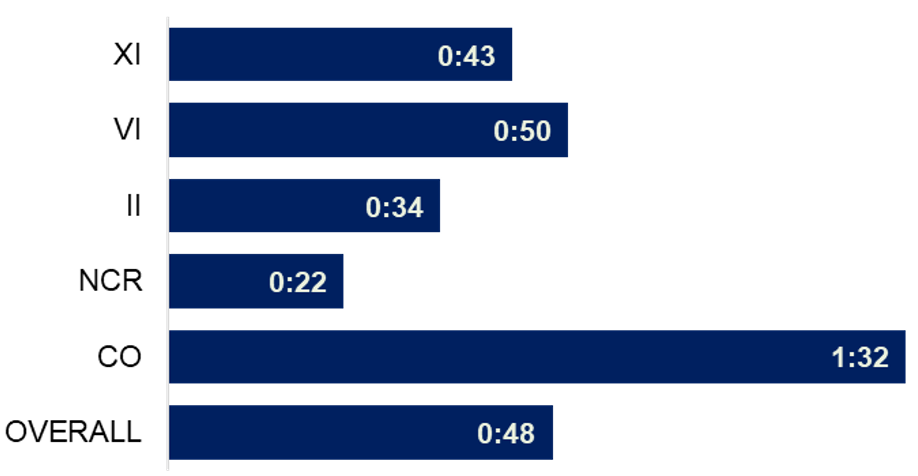 XI 0:43
VI 0:50
II 0:34
NCR 0:22
CO 1:32
OVERALL 0:48